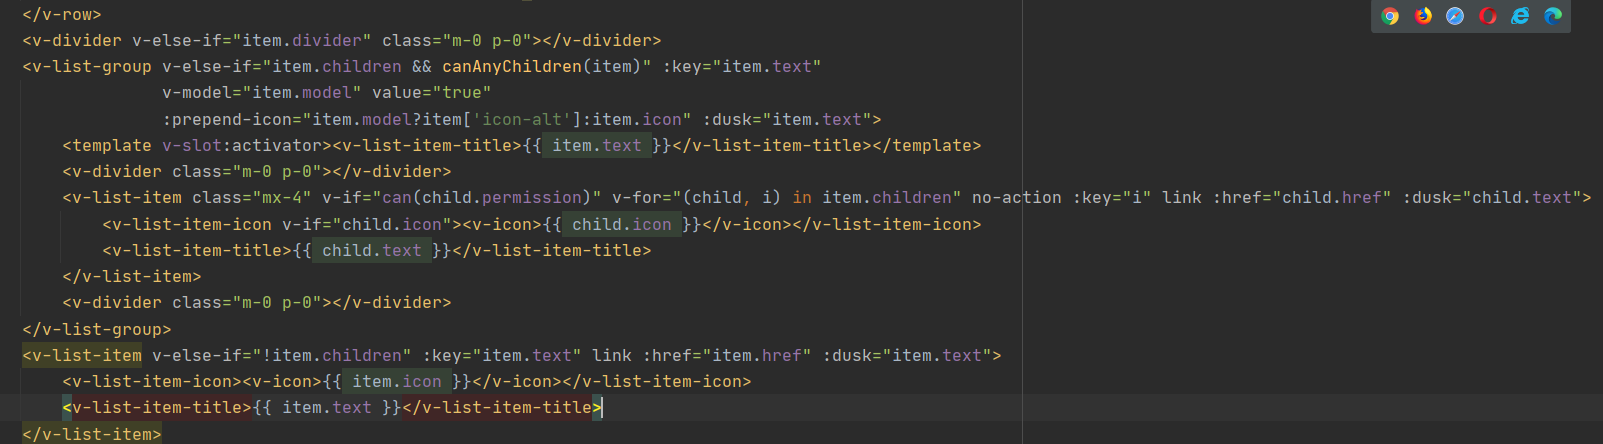 </v-row>
<v-divider v-else-if="item.divider" class="m-0 p-0"></v-divider>
<v-list-group v-else-if="item.children && canAnyChildren(item)" :key="item.text"
v-model="item.model" value="true"
:prepend-icon="item.model?item['icon-alt']:item.icon" :dusk="item.text">
<template v-slot:activator><v-list-item-title>{{ item.text }}</v-list-item-title></template>
<v-divider class="m-0 p-0"></v-divider>
<v-list-item class="mx-4" v-if="can(child.permission)" v-for="(child, i) in item.children" no-action :key="i" link :href="child.href" :dusk="child.text">
<v-list-item-icon v-if="child.icon"><v-icon>{{ child.icon }}</v-icon></v-list-item-icon>
<v-list-item-title>{{ child.text }}</v-list-item-title>
</v-list-item>
<v-divider class="m-0 p-0"></v-divider>
</v-list-group>
<v-list-item v-else-if="!item.children" :key="item.text" link :href="item.href" :dusk="item.text">
<v-list-item-icon><v-icon>{{ item.icon }}</v-icon></v-list-item-icon>
<v-list-item-title>{{ item.text }}</v-list-item-title>
</v-list-item>